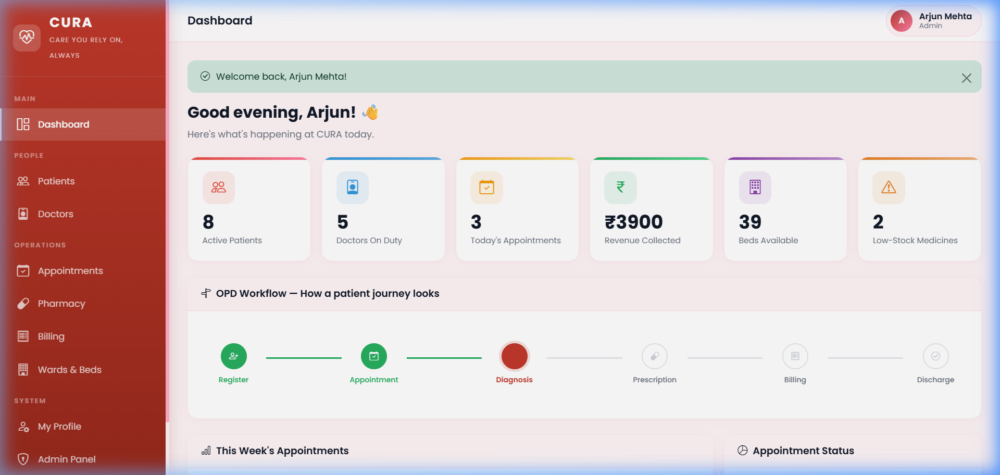 CURA
CARE YOU RELY ON,
ALWAYS
MAIN
Dashboard
PEOPLE
Patients
Doctors
OPERATIONS
Appointments
Pharmacy
Billing
Wards & Beds
SYSTEM
My Profile
Admin Panel
Dashboard
A
Arjun Mehta
Admin
Welcome back, Arjun Mehta!
Good evening, Arjun! 👋
Here's what's happening at CURA today.
8
Active Patients
5
Doctors On Duty
3
Today's Appointments
₹
₹3900
Revenue Collected
39
Beds Available
2
Low-Stock Medicines
OPD Workflow — How a patient journey looks
Register
Appointment
Diagnosis
Prescription
Billing
Discharge
This Week's Appointments
Appointment Status